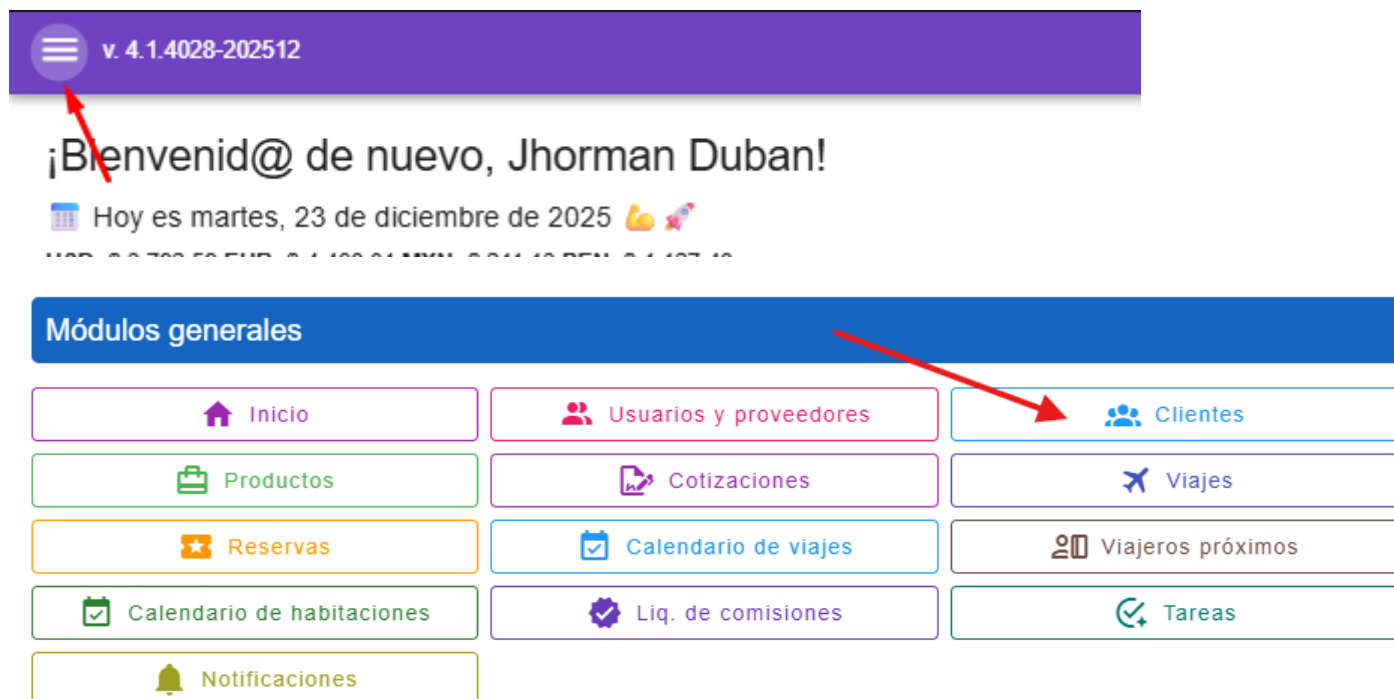 v. 4.1.4028-202512
¡Bienvenid@ de nuevo, Jhorman Duban!
Hoy es martes, 23 de diciembre de 2025
Módulos generales
Inicio
Usuarios y proveedores
Clientes
Productos
Cotizaciones
Viajes
Reservas
Calendario de viajes
Viajeros próximos
Calendario de habitaciones
Liq. de comisiones
Tareas
Notificaciones